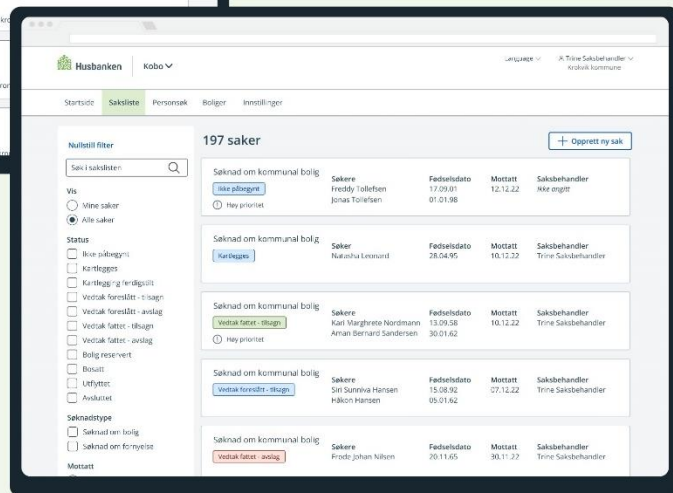 Husbanken
Kobo
Language
Trine Saksbehandler
Krokvik kommune
Startside Saksliste Personsøk Boliger Innstillinger
Nullstill filter
Søk i sakslisten
Vis
Mine saker
Alle saker
Status
Ikke påbegynt
Kartlegges
Kartlegging ferdigstilt
Vedtak foreslått - tilsagn
Vedtak foreslått - avslag
Vedtak fattet - tilsagn
Vedtak fattet - avslag
Bolig reservert
Bosatt
Utflyttet
Avsluttet
Søknadstype
Søknad om bolig
Søknad om fornyelse
Mottatt
197 saker
+ Opprett ny sak
Søknad om kommunal bolig
Ikke påbegynt
Høy prioritet
Søkere Fødselsdato Mottatt Saksbehandler
Freddy Tollefsen 17.09.01 12.12.22 Ikke angitt
Jonas Tollefsen 01.01.98
Søknad om kommunal bolig
Kartlegges
Søker Fødselsdato Mottatt Saksbehandler
Natasha Leonard 28.04.95 10.12.22 Trine Saksbehandler
Søknad om kommunal bolig
Vedtak fattet - tilsagn
Høy prioritet
Søkere Fødselsdato Mottatt Saksbehandler
Kari Marghrete Nordmann 13.09.58 10.12.22 Trine Saksbehandler
Aman Bernard Sandersen 30.01.62
Søknad om kommunal bolig
Vedtak foreslått - tilsagn
Søkere Fødselsdato Mottatt Saksbehandler
Siri Sunniva Hansen 15.08.92 07.12.22 Trine Saksbehandler
Håkon Hansen 05.01.62
Søknad om kommunal bolig
Vedtak fattet - avslag
Søkere Fødselsdato Mottatt Saksbehandler
Frode Johan Nilsen 20.11.65 30.11.22 Trine Saksbehandler